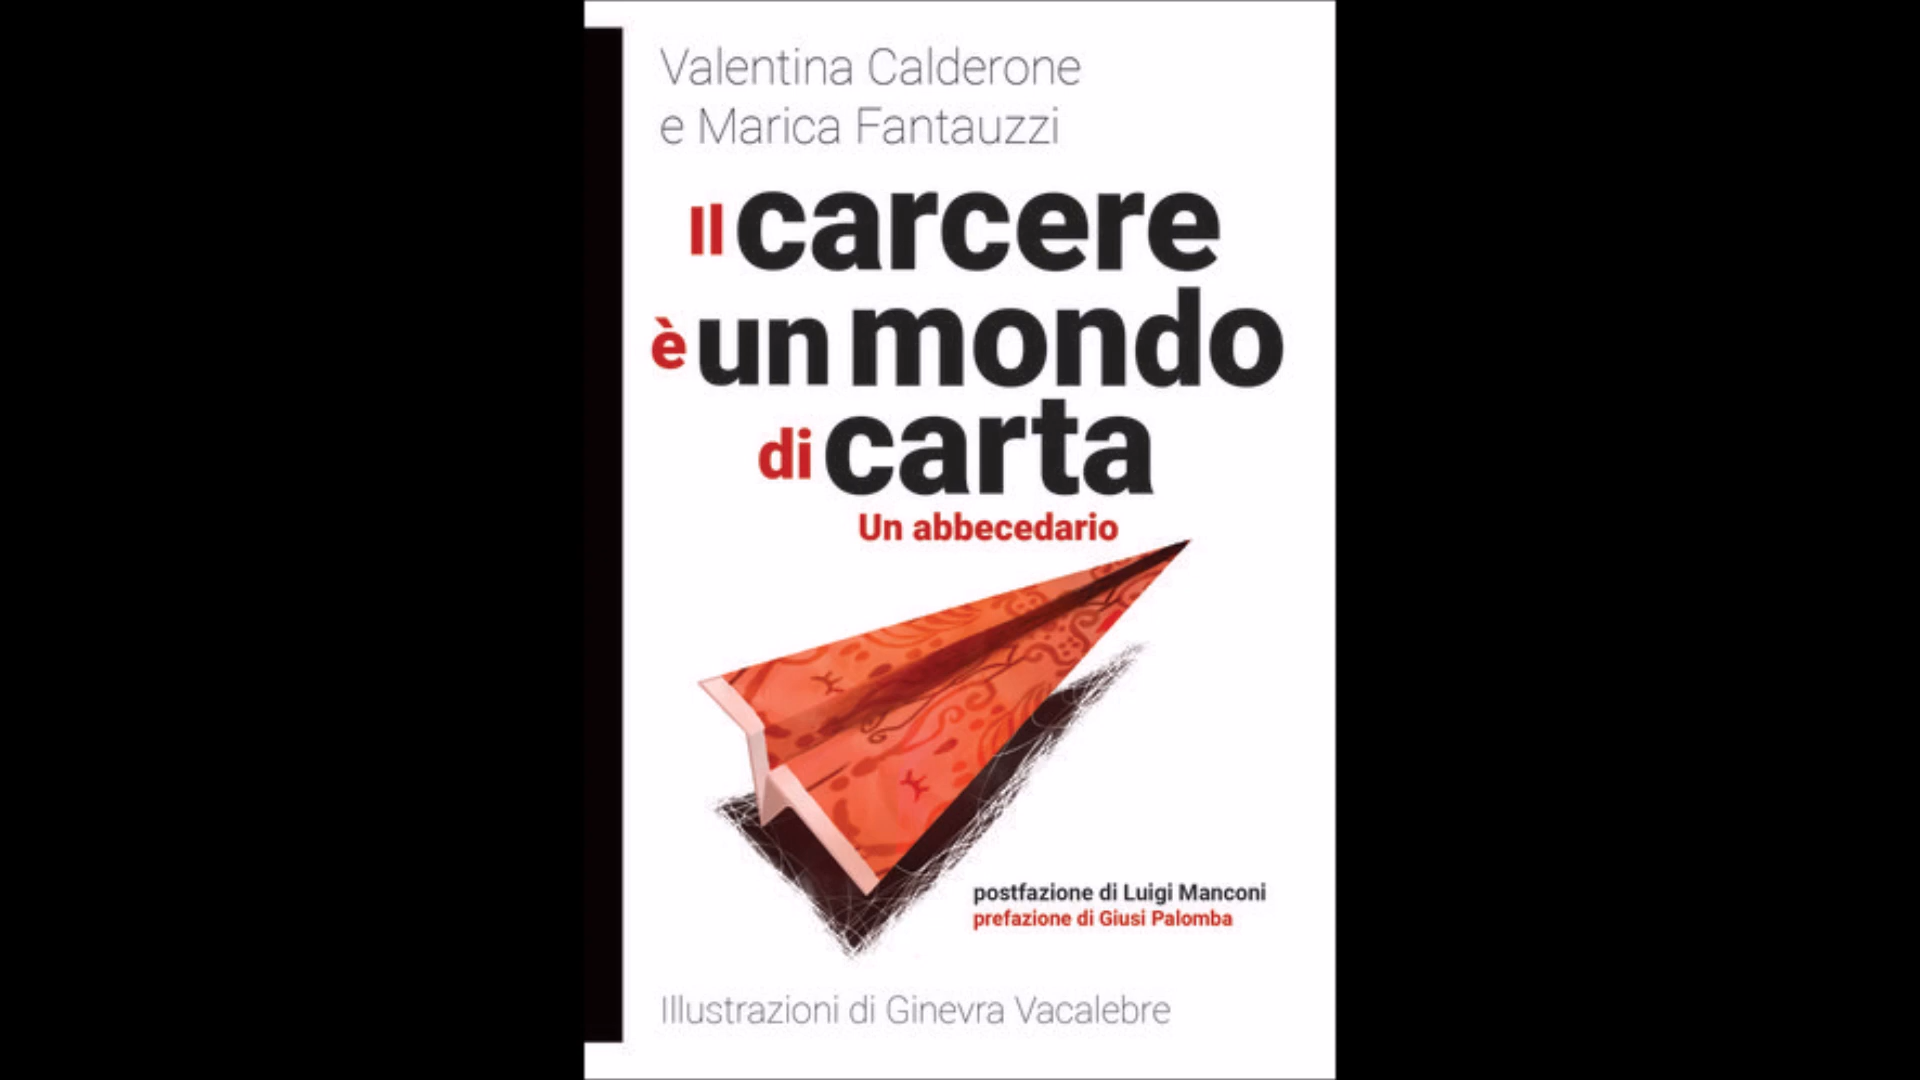 Valentina Calderone
e Marica Fantauzzi
Il carcere
è un mondo
di carta
Un abbecedario
postfazione di Luigi Manconi
prefazione di Giusi Palomba
Illustrazioni di Ginevra Vacalebre